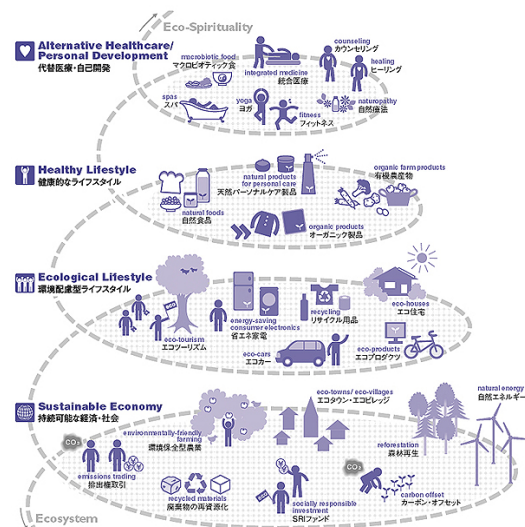 Eco-Spirituality
Alternative Healthcare/
Personal Development
代替医療・自己開発
counseling
カウンセリング
macrobiotic food
マクロビオティック食
integrated medicine
統合医療
healing
ヒーリング
spas
スパ
yoga
ヨガ
fitness
フィットネス
naturopathy
自然療法
Healthy Lifestyle
健康的なライフスタイル
natural products
for personal care
天然パーソナルケア製品
organic farm products
有機農産物
natural foods
自然食品
organic products
オーガニック製品
Ecological Lifestyle
環境配慮型ライフスタイル
eco-tourism
エコツーリズム
energy-saving
consumer electronics
省エネ家電
recycling
リサイクル用品
eco-houses
エコ住宅
eco-cars
エコカー
eco-products
エコプロダクツ
Sustainable Economy
持続可能な経済・社会
CO₂
environmentally-friendly
farming
環境保全型農業
eco-towns/ eco-villages
エコタウン・エコビレッジ
natural energy
自然エネルギー
reforestation
森林再生
emissions trading
排出権取引
recycled materials
廃棄物の再資源化
socially responsible
investment
SRIファンド
CO₂
carbon offset
カーボン・オフセット
Ecosystem